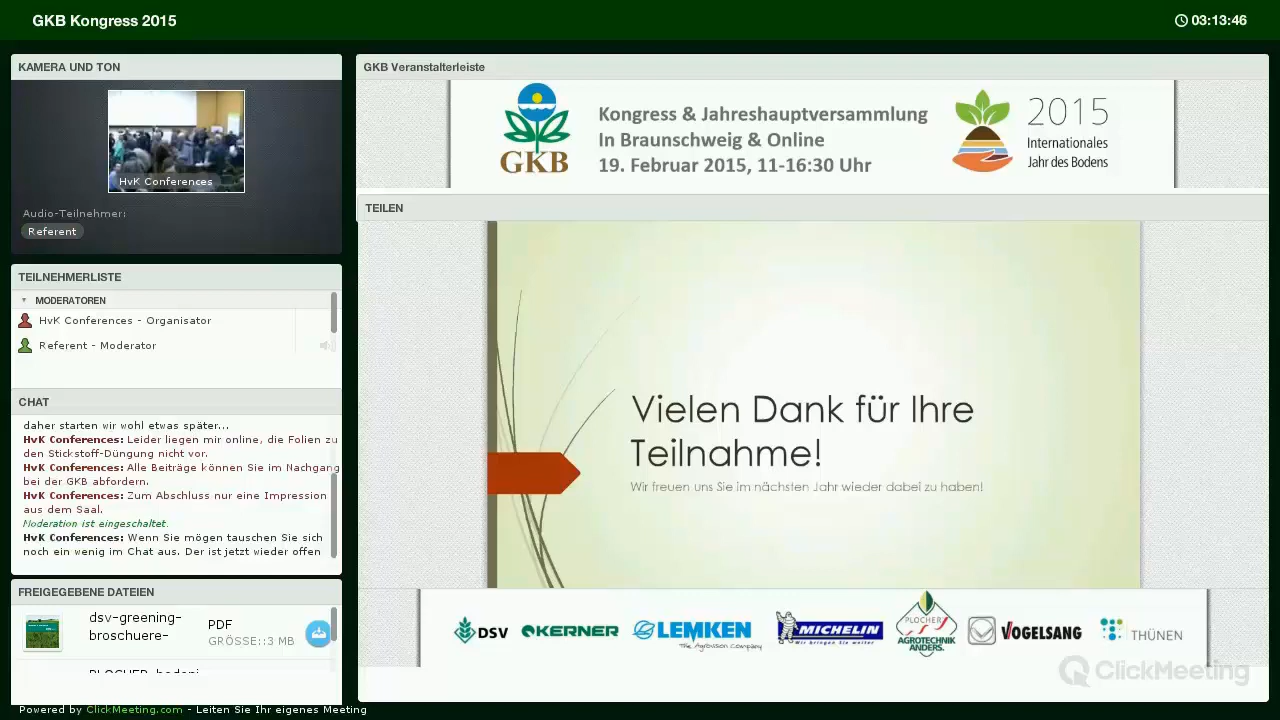 GKB Kongress 2015
03:13:46
KAMERA UND TON
HvK Conferences
Audio-Teilnehmer:
Referent
TEILNEHMERLISTE
MODERATOREN
HvK Conferences - Organisator
Referent - Moderator
CHAT
daher starten wir wohl etwas später...
HvK Conferences: Leider liegen mir online, die Folien zu
den Stickstoff-Düngung nicht vor.
HvK Conferences: Alle Beiträge können Sie im Nachgang
bei der GKB abfordern.
HvK Conferences: Zum Abschluss nur eine Impression
aus dem Saal.
Moderation ist eingeschaltet.
HvK Conferences: Wenn Sie mögen tauschen Sie sich
noch ein wenig im Chat aus. Der ist jetzt wieder offen
FREIGEGEBENE DATEIEN
dsv-greening-
broschuere-
PDF
GRÖSSE::3 MB
Powered by ClickMeeting.com - Leiten Sie Ihr eigenes Meeting
GKB Veranstalterleiste
GKB
Kongress & Jahreshauptversammlung
In Braunschweig & Online
19. Februar 2015, 11-16:30 Uhr
2015
Internationales
Jahr des Bodens
TEILEN
Vielen Dank für Ihre
Teilnahme!
Wir freuen uns Sie im nächsten Jahr wieder dabei zu haben!
DSV
KERNER
LEMKEN
The Agrovision Company
MICHELIN
Wir bringen Sie weiter
PLOCHER
AGROTECHNIK
ANDERS.
VOGELSANG
THÜNEN
ClickMeeting